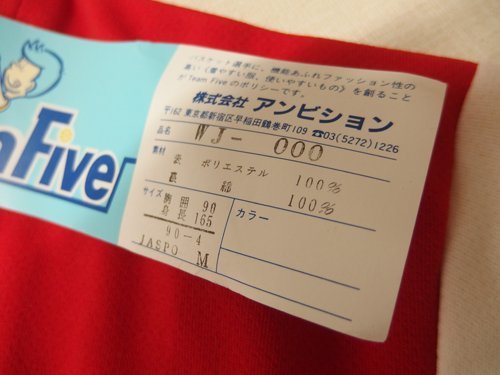 バスケット選手に、機能あふれファッション性の
高い《着やすい服、使いやすいもの》を創ること
がTeam Fiveのポリシーです。
株式会社 アンビション
〒162 東京都新宿区早稲田鶴巻町109 ☎03(5272)1226
品名 WJ- 000
素材
表 ポリエステル 100%
裏 綿 100%
サイズ 胸囲 90
身長 165
90-4
JASPO M
カラー
Five